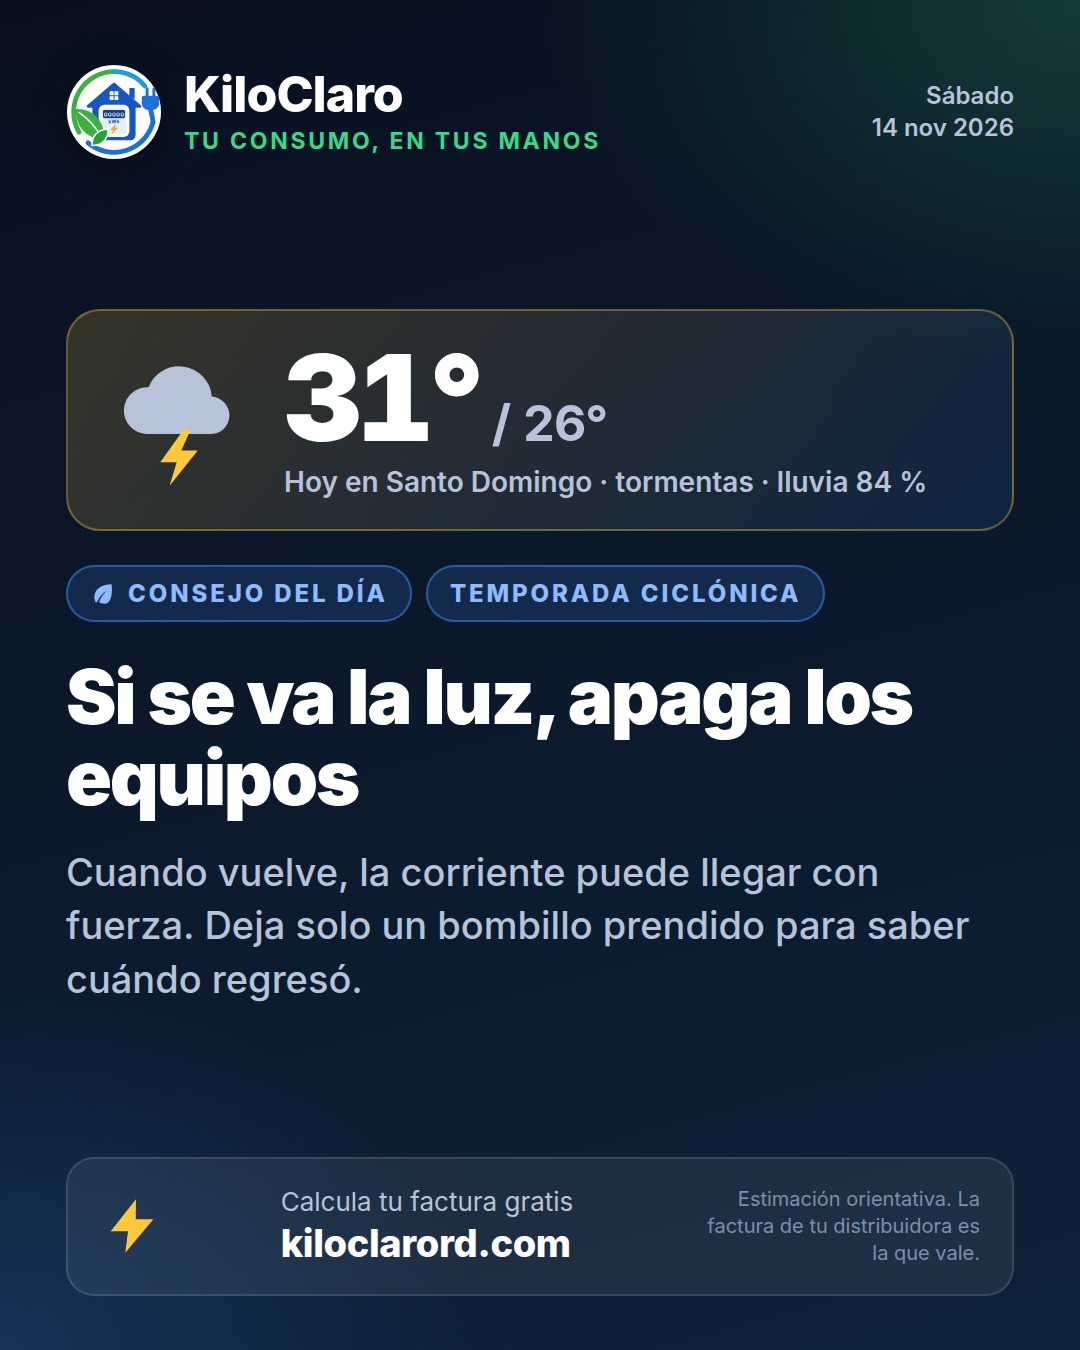 KiloClaro
TU CONSUMO, EN TUS MANOS
Sábado
14 nov 2026
31° / 26°
Hoy en Santo Domingo · tormentas · lluvia 84 %
CONSEJO DEL DÍA
TEMPORADA CICLÓNICA
Si se va la luz, apaga los
equipos
Cuando vuelve, la corriente puede llegar con
fuerza. Deja solo un bombillo prendido para saber
cuándo regresó.
Calcula tu factura gratis
kiloclarord.com
Estimación orientativa. La
factura de tu distribuidora es
la que vale.